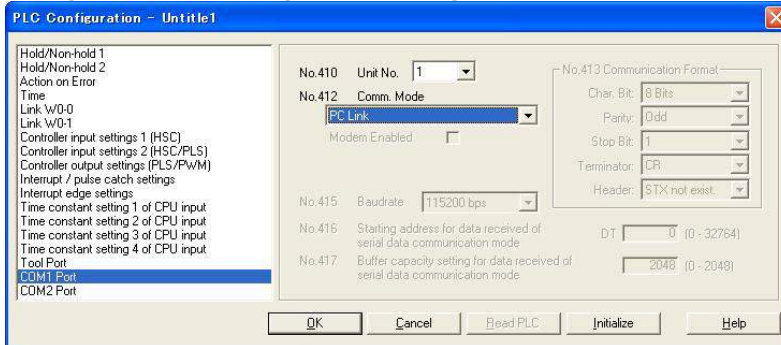 PLC Configuration - Untitle1
Hold/Non-hold 1
Hold/Non-hold 2
Action on Error
Time
Link W0-0
Link W0-1
Controller input settings 1 (HSC)
Controller input settings 2 (HSC/PLS)
Controller output settings (PLS/PWM)
Interrupt / pulse catch settings
Interrupt edge settings
Time constant setting 1 of CPU input
Time constant setting 2 of CPU input
Time constant setting 3 of CPU input
Time constant setting 4 of CPU input
Tool Port
COM1 Port
COM2 Port
No.410 Unit No. 1
No.412 Comm. Mode
PC Link
Modem Enabled
No.413 Communication Format
Char. Bit: 8 Bits
Parity: Odd
Stop Bit: 1
Terminator: CR
Header: STX not exist.
No.415 Baudrate 115200 bps
No.416 Starting address for data received of
serial data communication mode
DT 0 (0 - 32764)
No.417 Buffer capacity setting for data received of
serial data communication mode
2048 (0 - 2048)
OK Cancel Read PLC Initialize Help